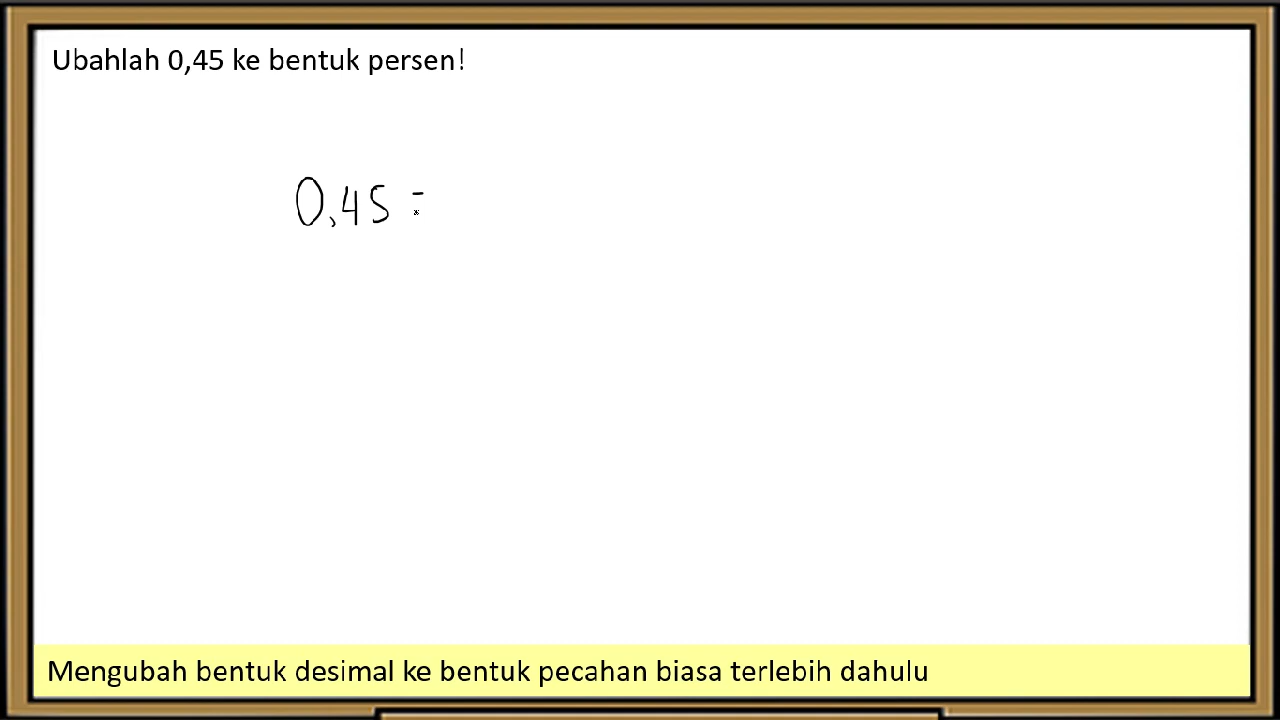 Ubahlah 0,45 ke bentuk persen!
0,45 =
Mengubah bentuk desimal ke bentuk pecahan biasa terlebih dahulu